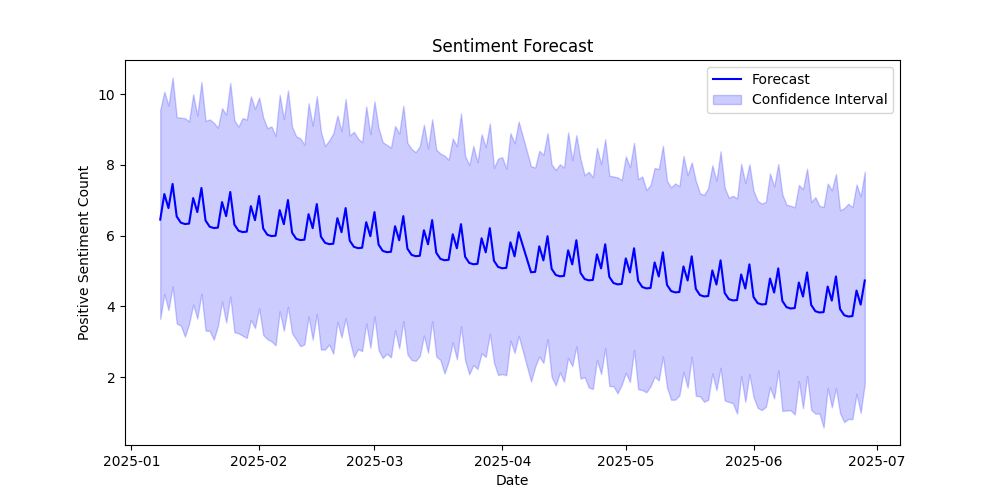 Sentiment Forecast
Forecast
Confidence Interval
Positive Sentiment Count
10
8
6
4
2
2025-01
2025-02
2025-03
2025-04
2025-05
2025-06
2025-07
Date